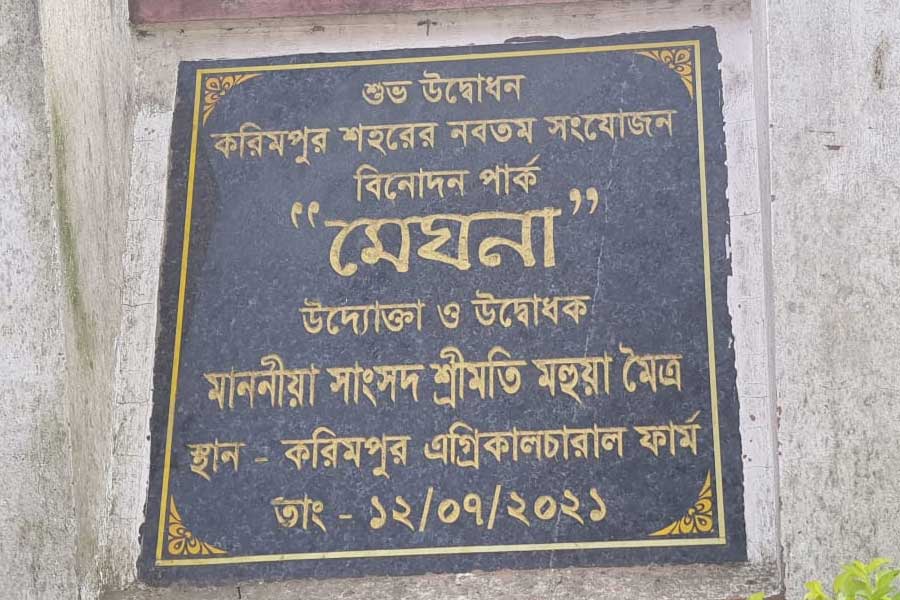 শুভ উদ্বোধন
করিমপুর শহরের নবতম সংযোজন
বিনোদন পার্ক
“মেঘনা”
উদ্যোক্তা ও উদ্বোধক
মাননীয়া সাংসদ শ্রীমতি মহুয়া মৈত্র
স্থান - করিমপুর এগ্রিকালচারাল ফার্ম
তাং - ১২/০৭/২০২১